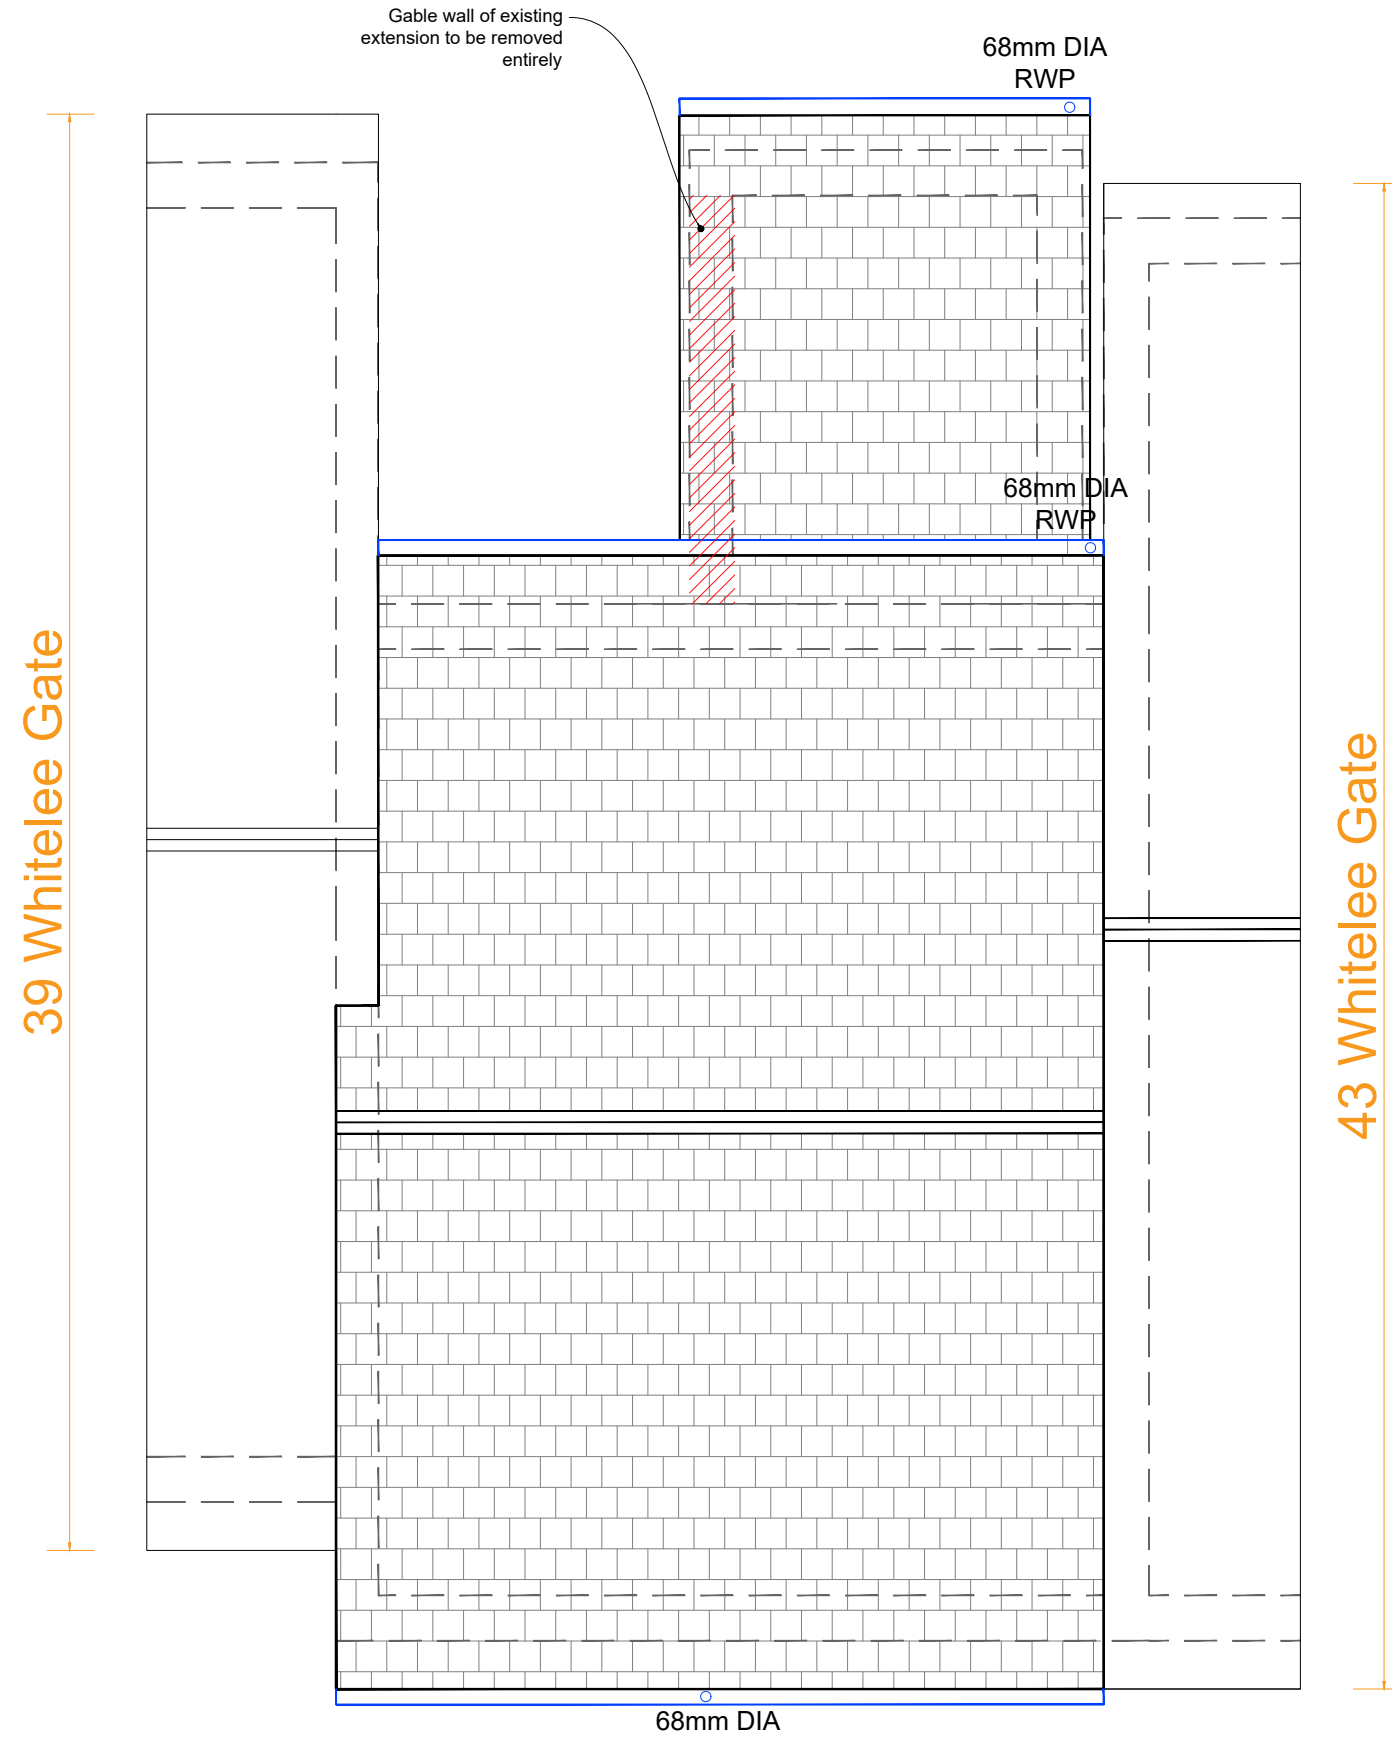 Gable wall of existing
extension to be removed
entirely
68mm DIA
RWP
68mm DIA
RWP
39 Whitelee Gate
43 Whitelee Gate
68mm DIA